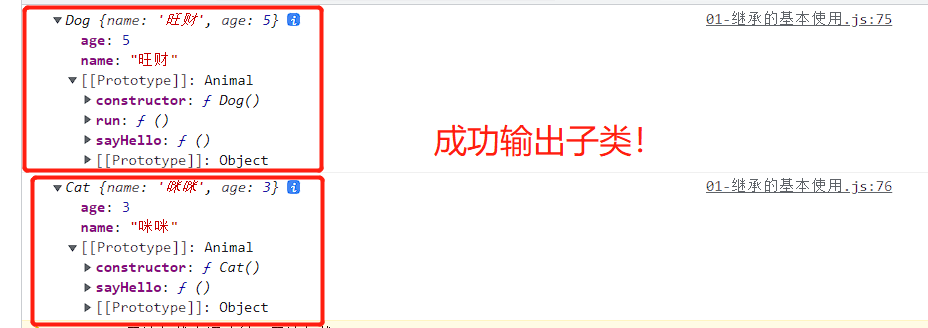 Dog {name: '旺财', age: 5} i 01-继承的基本使用.js:75
age: 5
name: "旺财"
[[Prototype]]: Animal
constructor: ƒ Dog()
run: ƒ ()
sayHello: ƒ ()
[[Prototype]]: Object
成功输出子类!
Cat {name: '咪咪', age: 3} i 01-继承的基本使用.js:76
age: 3
name: "咪咪"
[[Prototype]]: Animal
constructor: ƒ Cat()
sayHello: ƒ ()
[[Prototype]]: Object